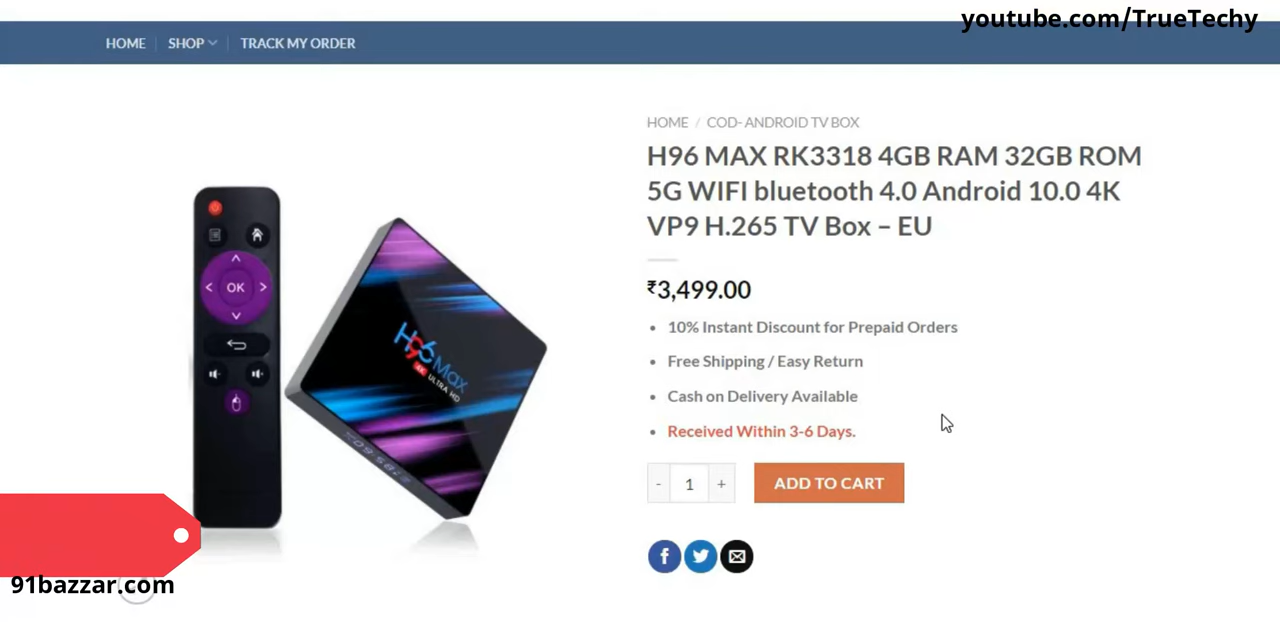 youtube.com/TrueTechy
HOME SHOP TRACK MY ORDER
HOME / COD- ANDROID TV BOX
H96 MAX RK3318 4GB RAM 32GB ROM
5G WIFI bluetooth 4.0 Android 10.0 4K
VP9 H.265 TV Box – EU
₹3,499.00
10% Instant Discount for Prepaid Orders
Free Shipping / Easy Return
Cash on Delivery Available
Received Within 3-6 Days.
- 1 + ADD TO CART
OK
H96 Max
4K ULTRA HD
91bazzar.com